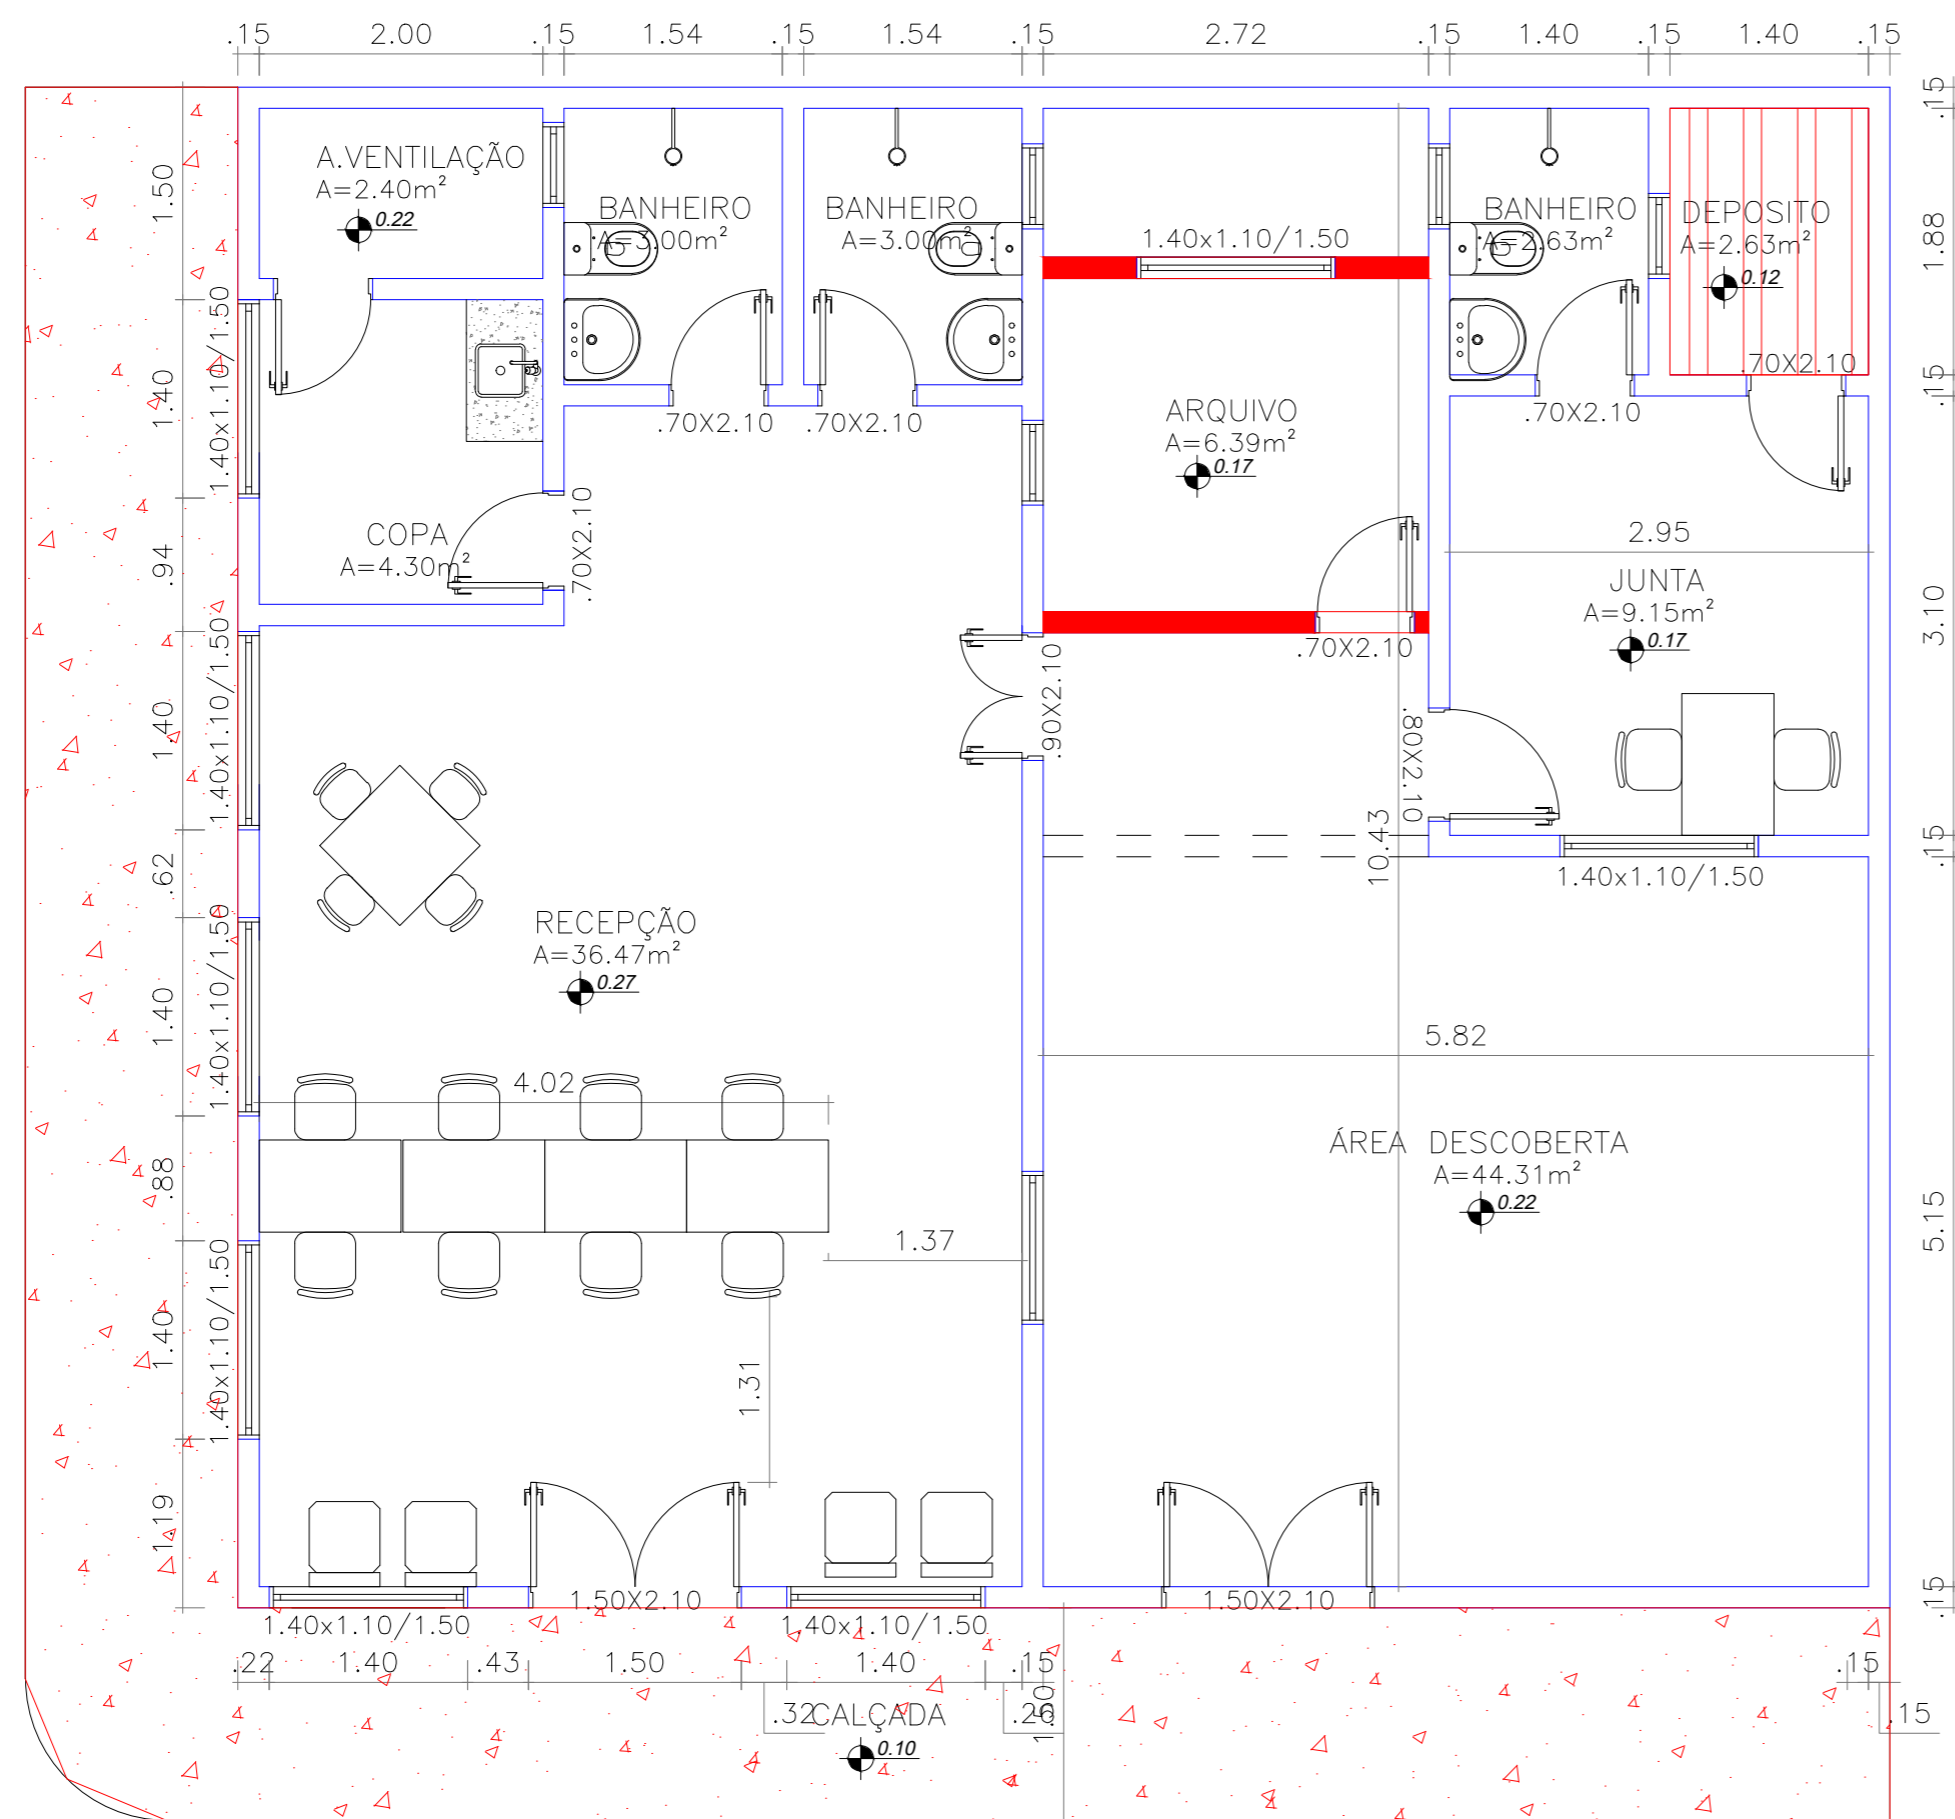 .15 2.00 .15 1.54 .15 1.54 .15 2.72 .15 1.40 .15 1.40 .15
.15
1.50
1.88
.15
3.10
.15
5.15
.15
A.VENTILAÇÃO
A=2.40m²
0.22
BANHEIRO
A=3.00m²
BANHEIRO
A=3.00m²
1.40x1.10/1.50
BANHEIRO
A=2.63m²
DEPOSITO
A=2.63m²
0.12
.70X2.10
1.40x1.10/1.50
1.40
.70X2.10
.70X2.10
.70X2.10
ARQUIVO
A=6.39m²
0.17
COPA
A=4.30m²
.70X2.10
.94
2.95
JUNTA
A=9.15m²
0.17
.70X2.10
1.40x1.10/1.50
1.40
.90X2.10
.80X2.10
10.43
1.40x1.10/1.50
.62
RECEPÇÃO
A=36.47m²
0.27
1.40x1.10/1.50
1.40
5.82
4.02
ÁREA DESCOBERTA
A=44.31m²
0.22
.88
1.37
1.40x1.10/1.50
1.40
1.31
1.19
1.50X2.10
1.50X2.10
1.40x1.10/1.50
1.40x1.10/1.50
.22 1.40 .43 1.50 1.40 .15 .15
.32
CALÇADA
.26
1.50
.15
0.10